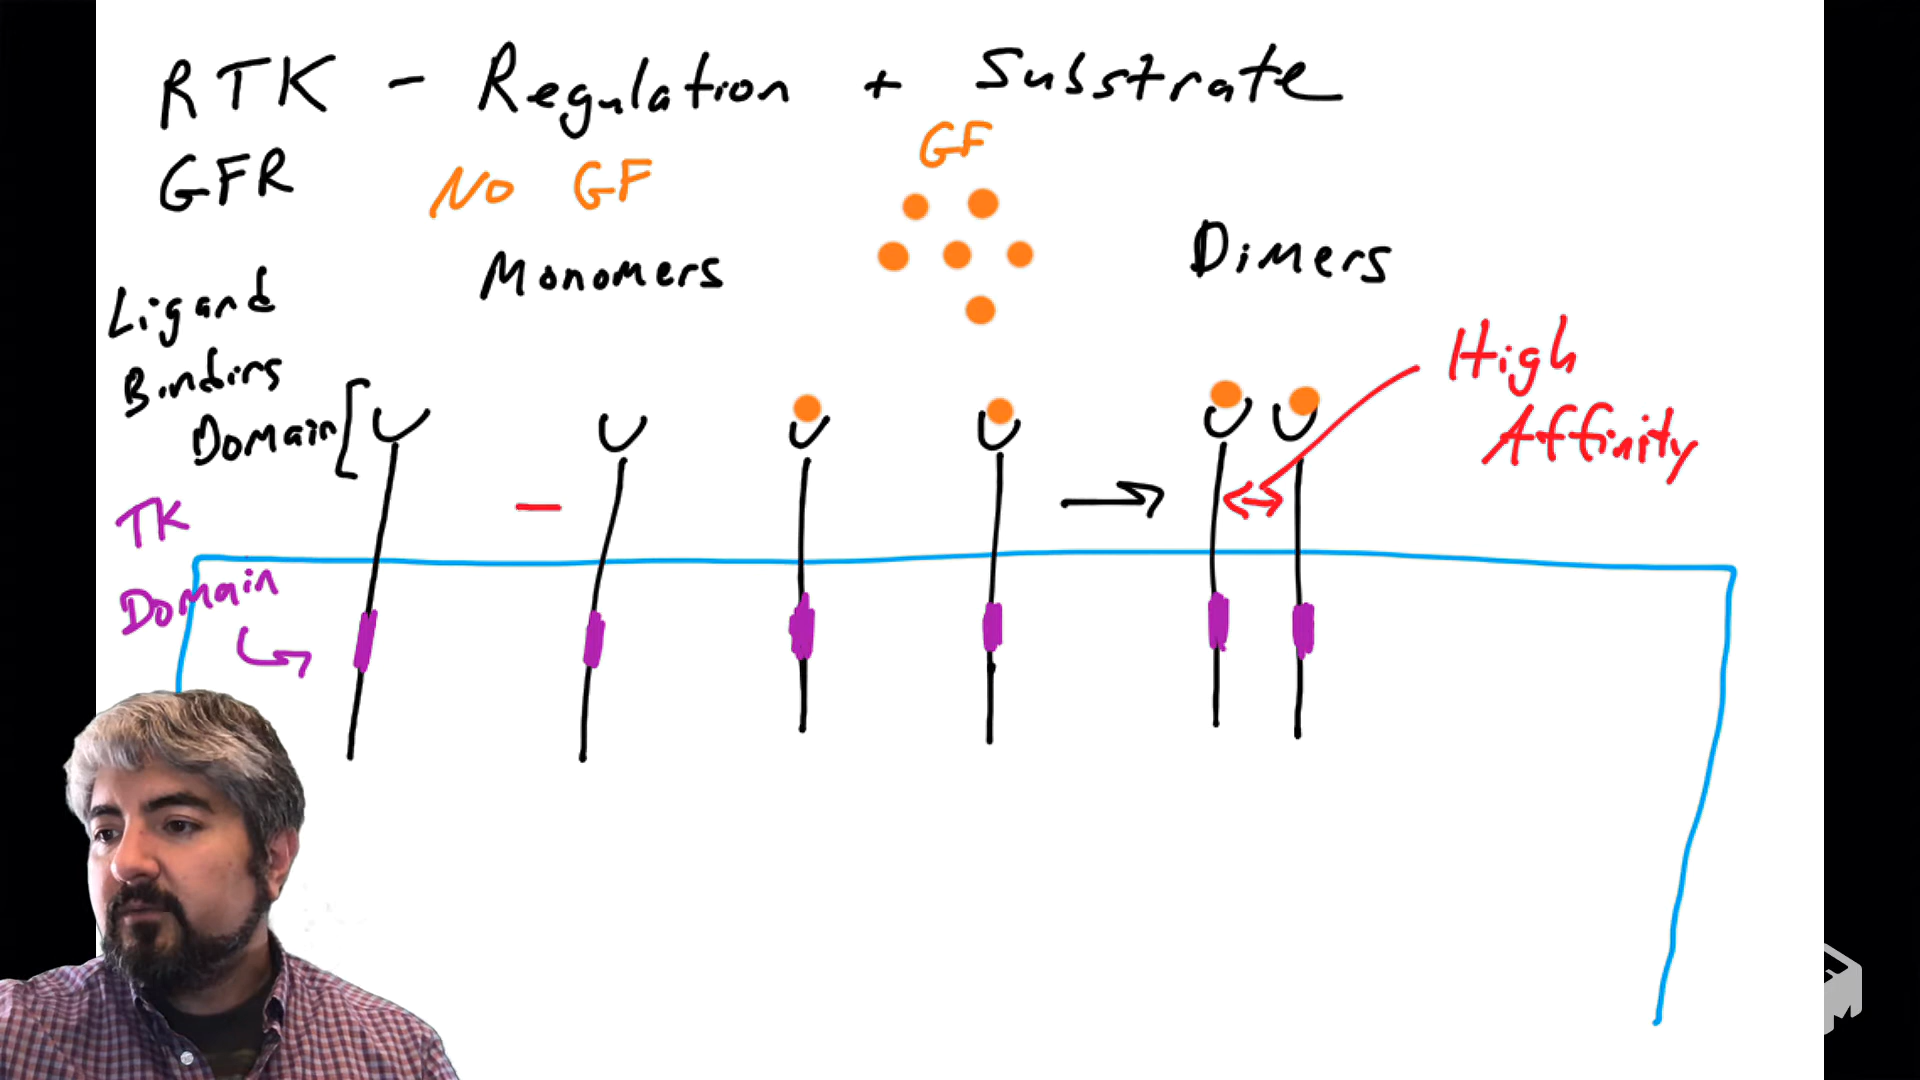 RTK - Regulation + Substrate
GFR
No GF
GF
Monomers
Dimers
Ligand
Binding
Domain
High
Affinity
TK
Domain